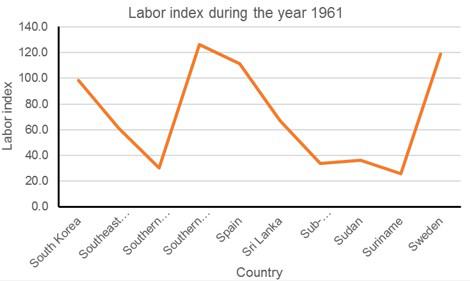 Labor index during the year 1961
140.0
120.0
100.0
80.0
60.0
40.0
20.0
0.0
Labor index
South Korea
Southeast...
Southern...
Southern...
Spain
Sri Lanka
Sub-...
Sudan
Suriname
Sweden
Country